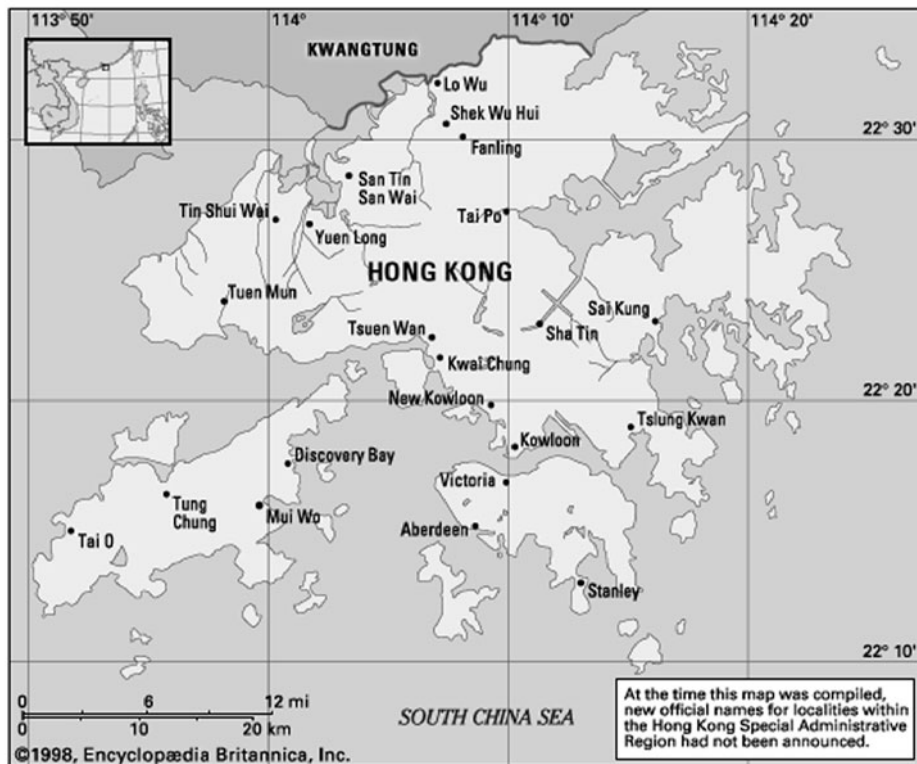 113° 50'
114°
114° 10'
114° 20'
KWANGTUNG
Lo Wu
Shek Wu Hui
22° 30'
Fanling
San Tin
San Wai
Tin Shui Wai
Tai Po
Yuen Long
HONG KONG
Tuen Mun
Sai Kung
Tsuen Wan
Sha Tin
Kwai Chung
New Kowloon
22° 20'
Tslung Kwan
Kowloon
Discovery Bay
Victoria
Tung
Chung
Mui Wo
Aberdeen
Tai O
Stanley
22° 10'
0 6 12 mi
0 10 20 km
SOUTH CHINA SEA
At the time this map was compiled,
new official names for localities within
the Hong Kong Special Administrative
Region had not been announced.
©1998, Encyclopædia Britannica, Inc.